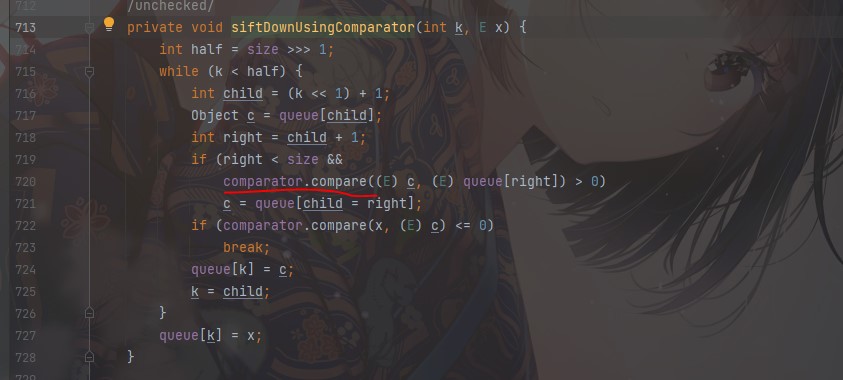 712 /unchecked/
713 private void siftDownUsingComparator(int k, E x) {
714 int half = size >>> 1;
715 while (k < half) {
716 int child = (k << 1) + 1;
717 Object c = queue[child];
718 int right = child + 1;
719 if (right < size &&
720 comparator.compare((E) c, (E) queue[right]) > 0)
721 c = queue[child = right];
722 if (comparator.compare(x, (E) c) <= 0)
723 break;
724 queue[k] = c;
725 k = child;
726 }
727 queue[k] = x;
728 }
729